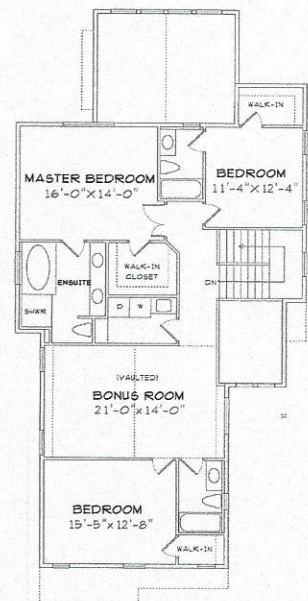 WALK-IN
MASTER BEDROOM
16'-0"X14'-0"
BEDROOM
11'-4"X12'-4"
WALK-IN
CLOSET
ENSUITE
SHWR
D W
DN
(VAULTED)
BONUS ROOM
21'-0"X14'-0"
BEDROOM
15'-5"X12'-8"
WALK-IN